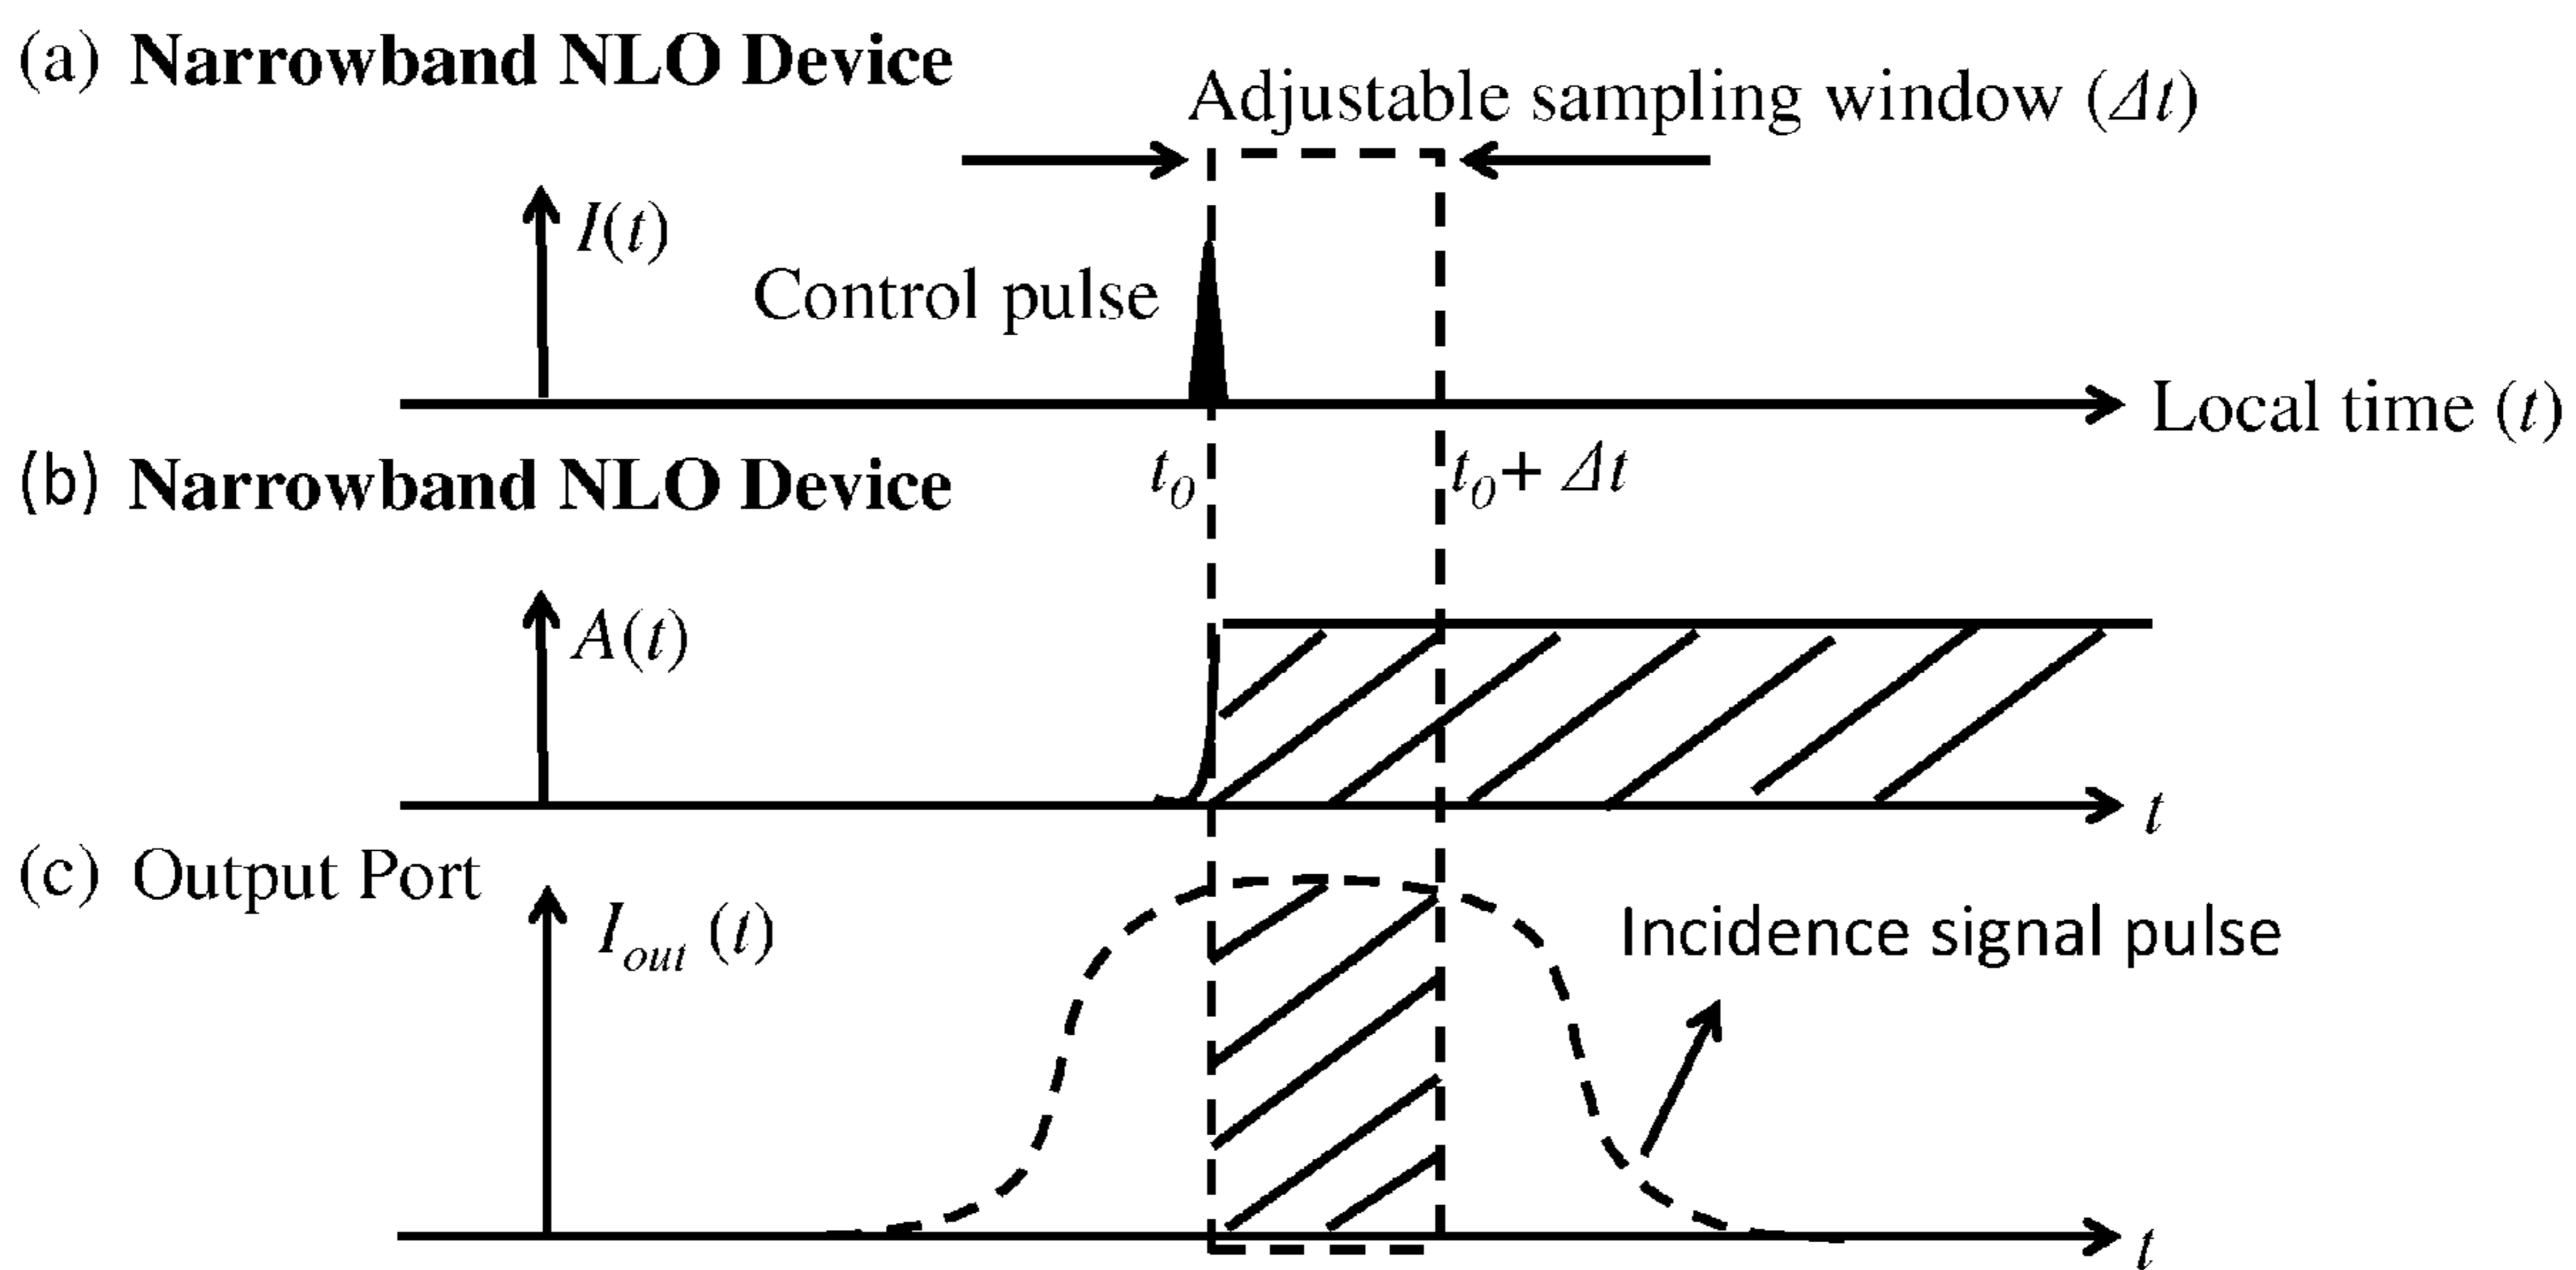 (a) Narrowband NLO Device
Adjustable sampling window (Δt)
I(t)
Control pulse
Local time (t)
t0
t0+ Δt
(b) Narrowband NLO Device
A(t)
t
(c) Output Port
Iout (t)
Incidence signal pulse
t